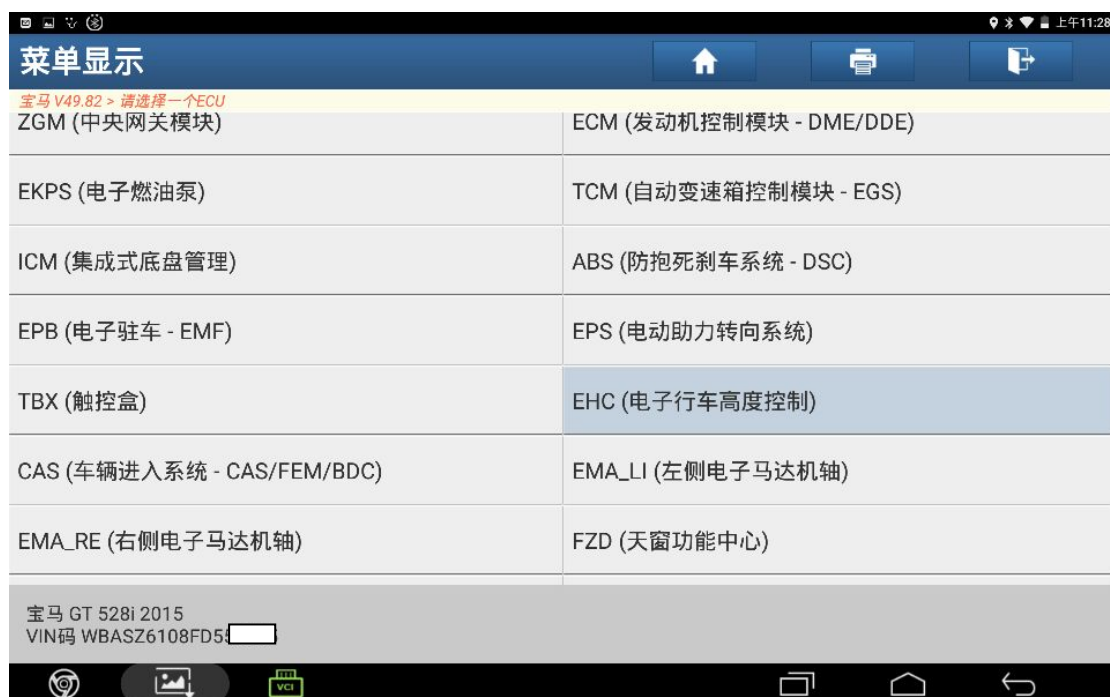 上午11:28
菜单显示
宝马 V49.82 > 请选择一个ECU
ZGM (中央网关模块)
ECM (发动机控制模块 - DME/DDE)
EKPS (电子燃油泵)
TCM (自动变速箱控制模块 - EGS)
ICM (集成式底盘管理)
ABS (防抱死刹车系统 - DSC)
EPB (电子驻车 - EMF)
EPS (电动助力转向系统)
TBX (触控盒)
EHC (电子行车高度控制)
CAS (车辆进入系统 - CAS/FEM/BDC)
EMA_LI (左侧电子马达机轴)
EMA_RE (右侧电子马达机轴)
FZD (天窗功能中心)
宝马 GT 528i 2015
VIN码 WBASZ6108FD5
VCI